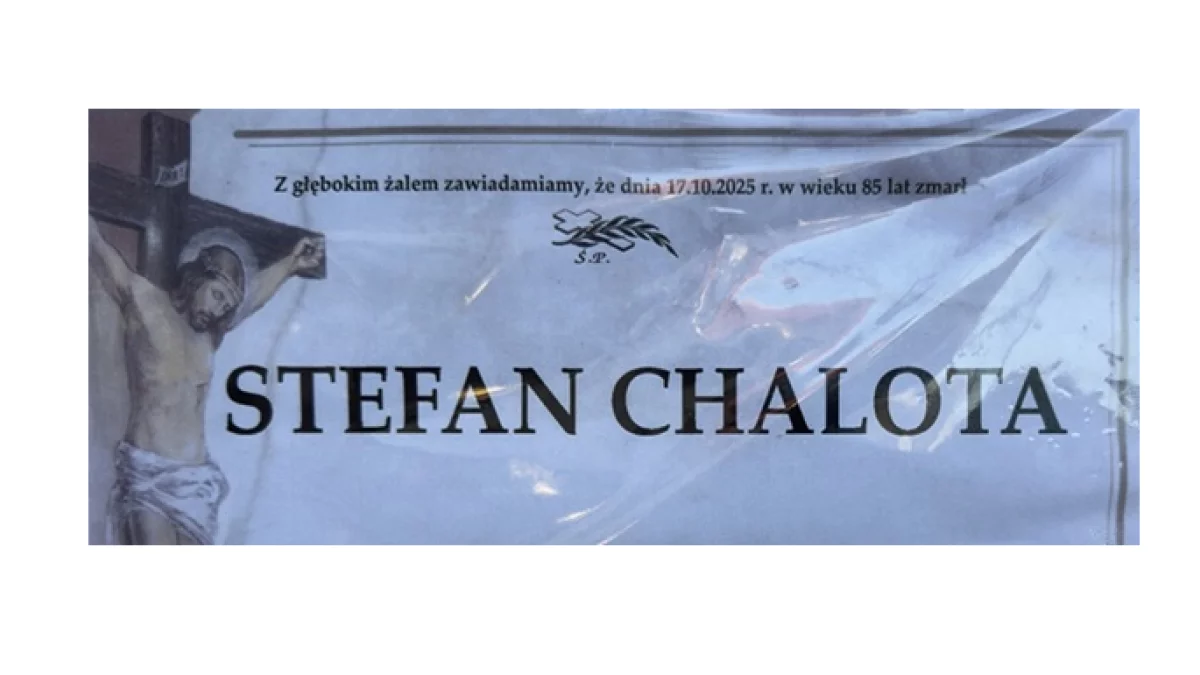 Z głębokim żalem zawiadamiamy, że dnia 17.10.2025 r. w wieku 85 lat zmarł
Ś.P.
STEFAN CHALOTA